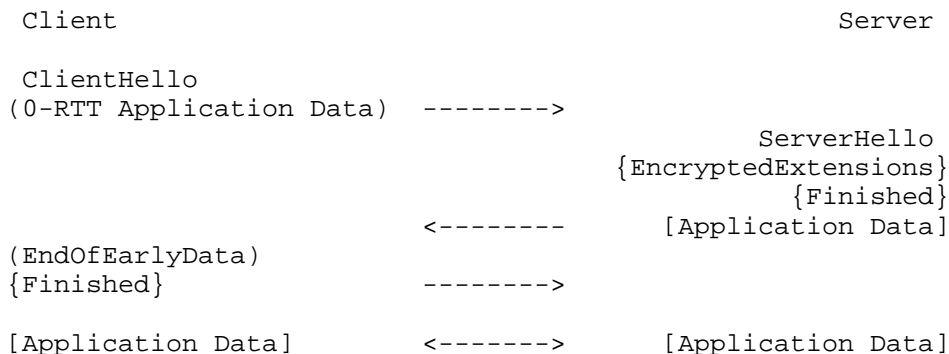 Client Server
ClientHello
(0-RTT Application Data) -------->
ServerHello
{EncryptedExtensions}
{Finished}
<-------- [Application Data]
(EndOfEarlyData)
{Finished} -------->
[Application Data] <-------> [Application Data]